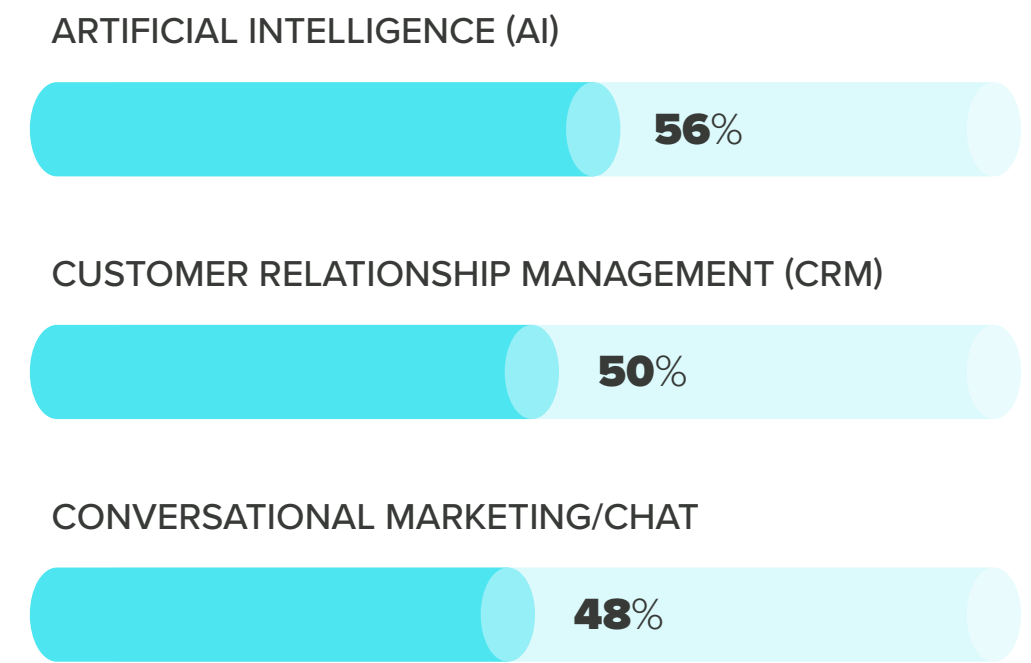 ARTIFICIAL INTELLIGENCE (AI)
56%
CUSTOMER RELATIONSHIP MANAGEMENT (CRM)
50%
CONVERSATIONAL MARKETING/CHAT
48%